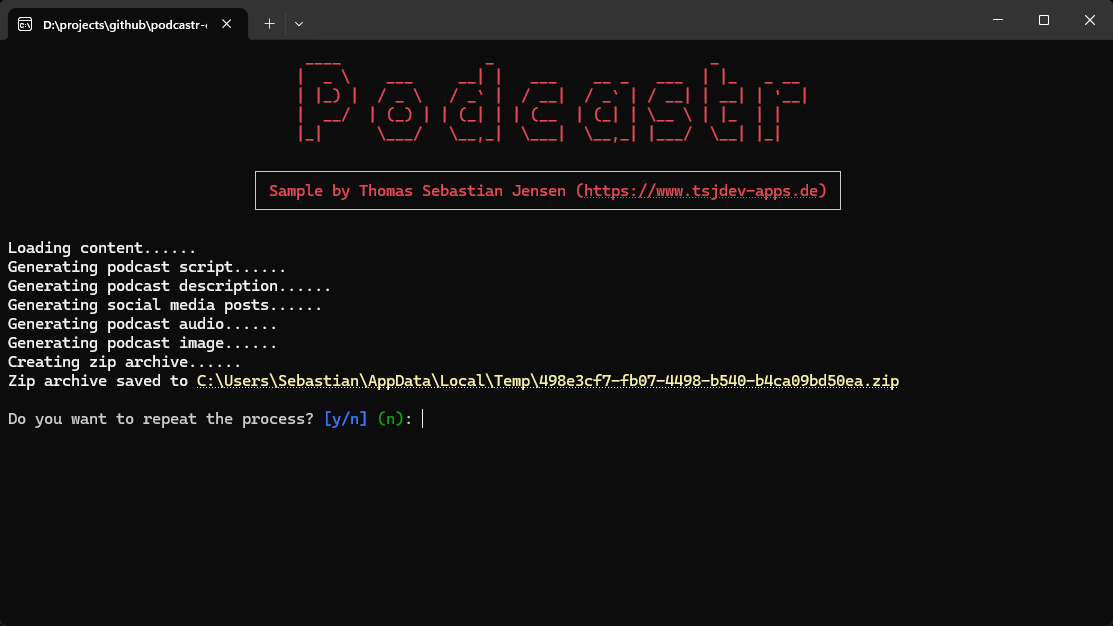 D:\projects\github\podcastr-
Podcastr
Sample by Thomas Sebastian Jensen (https://www.tsjdev-apps.de)
Loading content......
Generating podcast script......
Generating podcast description......
Generating social media posts......
Generating podcast audio......
Generating podcast image......
Creating zip archive......
Zip archive saved to C:\Users\Sebastian\AppData\Local\Temp\498e3cf7-fb07-4498-b540-b4ca09bd50ea.zip
Do you want to repeat the process? [y/n] (n):